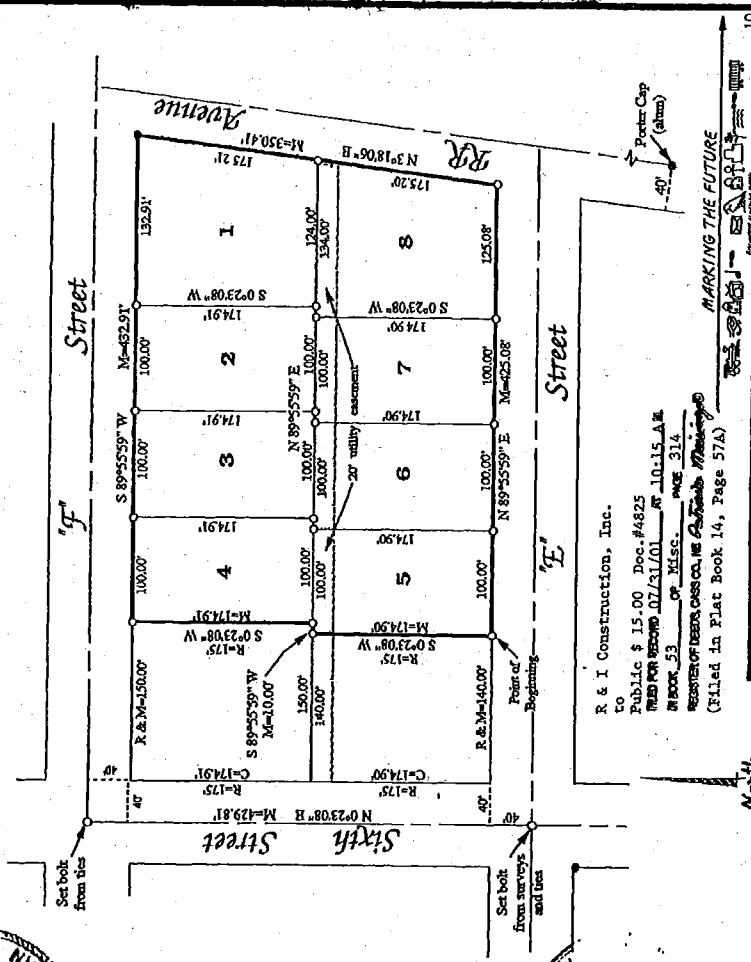 "F" Street
Avenue
RR
S 89°55'59" W M=432.91'
132.91'
100.00'
100.00'
100.00'
R & M=150.00'
M=350.41'
175.21'
N 3°18'06" E
175.20'
1
2
3
4
S 0°23'08" W
174.91'
174.91'
174.91'
M=174.91'
S 0°23'08" W
R=175'
124.00'
134.00'
N 89°55'59" E
100.00'
100.00'
100.00'
100.00'
100.00'
100.00'
20' utility easement
S 89°55'59" W
M=10.00'
150.00'
140.00'
8
7
6
5
S 0°23'08" W
174.90'
174.90'
174.90'
M=174.90'
S 0°23'08" W
R=175'
125.08'
100.00'
100.00'
100.00'
N 89°55'59" E M=425.08'
R & M=140.00'
Point of
Beginning
C=174.91'
R=175'
C=174.90'
R=175'
40'
40'
40'
40'
N 0°23'08" E M=429.81'
Sixth Street
Set bolt
from ties
Set bolt
from surveys
and ties
"E" Street
40'
Porter Cap
(alum)
R & I Construction, Inc.
to
Public $ 15.00 Doc.#4825
FILED FOR RECORD 07/31/01 AT 10:15 A M
IN BOOK 53 OF Misc. PAGE 314
REGISTER OF DEEDS, CASS CO., NE
(Filed in Plat Book 14, Page 57A)
MARKING THE FUTURE
North